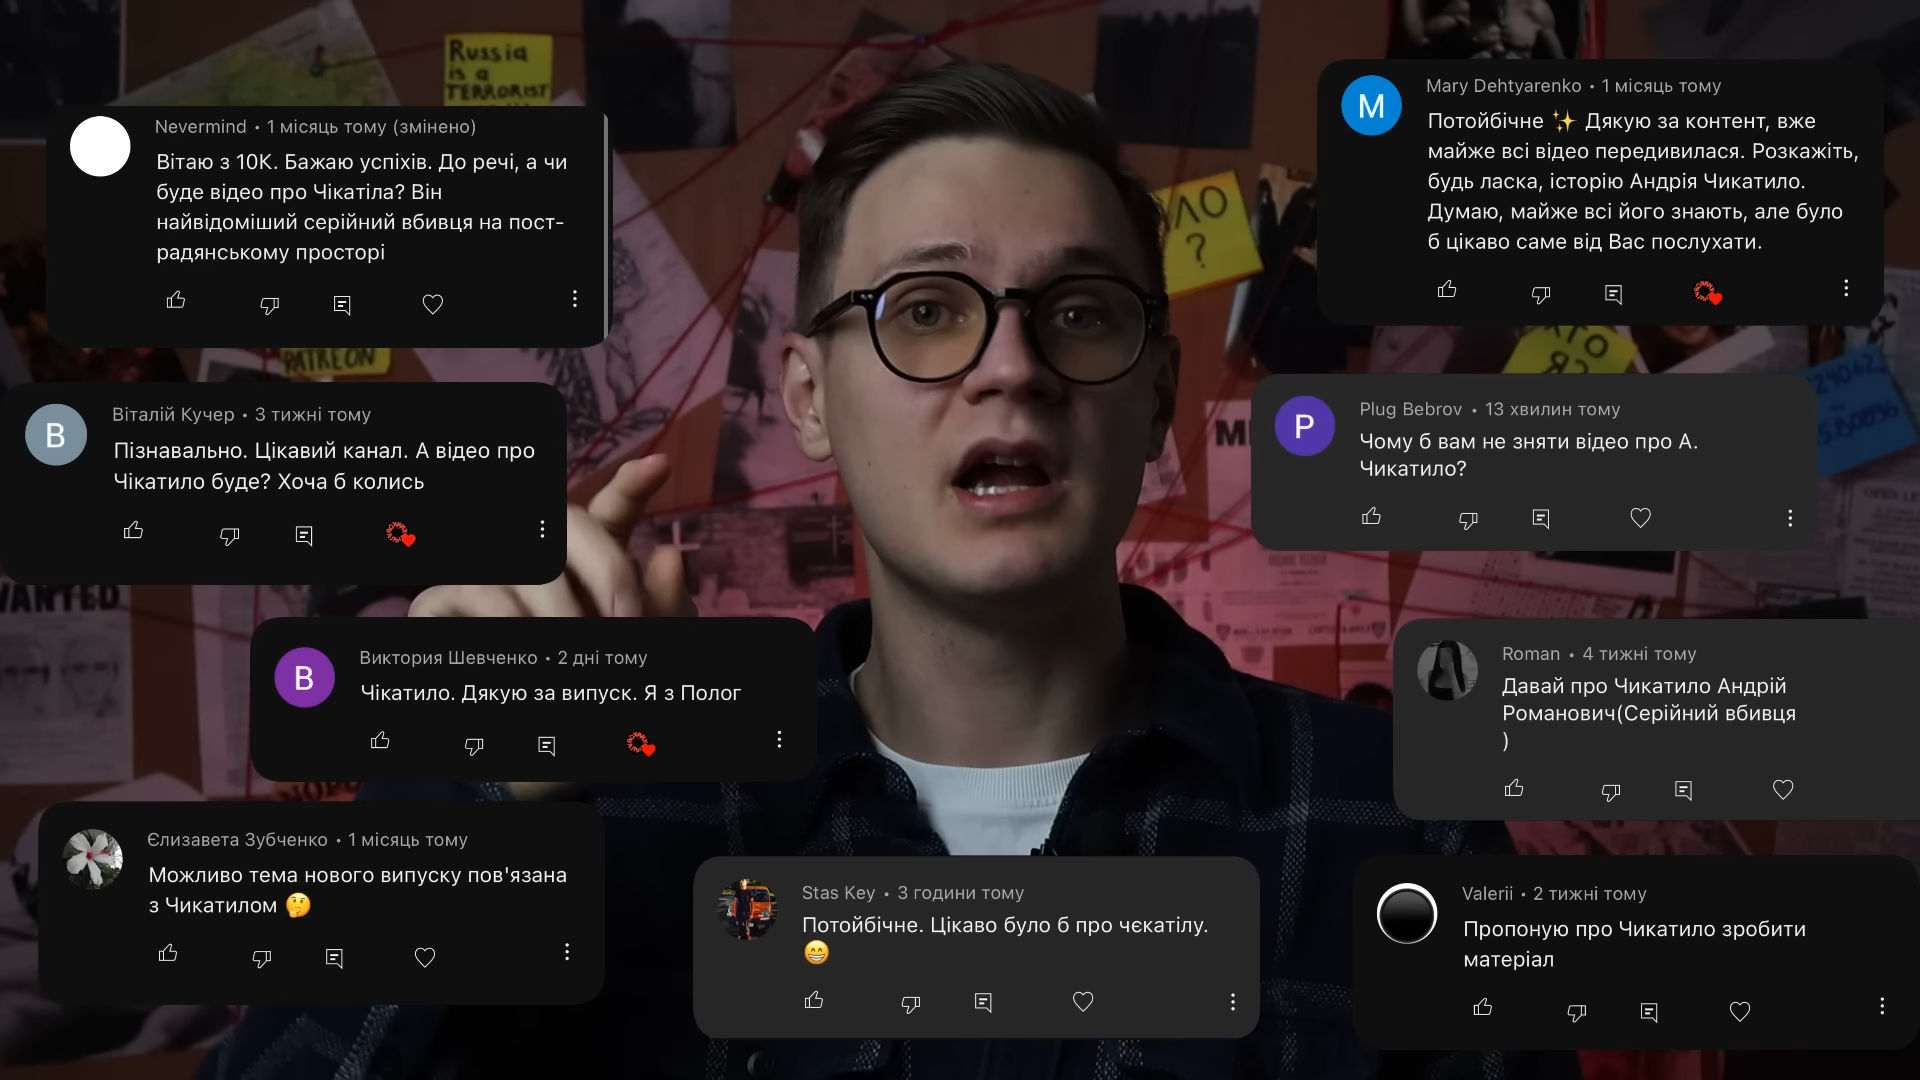 Russia
is a
TERRORIST
Nevermind • 1 місяць тому (змінено)
Вітаю з 10К. Бажаю успіхів. До речі, а чи
буде відео про Чікатіла? Він
найвідоміший серійний вбивця на пост-
радянському просторі
Mary Dehtyarenko • 1 місяць тому
Потойбічне ✨ Дякую за контент, вже
майже всі відео передивилася. Розкажіть,
будь ласка, історію Андрія Чикатило.
Думаю, майже всі його знають, але було
б цікаво саме від Вас послухати.
?
PATREON
В
Віталій Кучер • 3 тижні тому
Пізнавально. Цікавий канал. А відео про
Чікатило буде? Хоча б колись
M
P
Plug Bebrov • 13 хвилин тому
Чому б вам не зняти відео про А.
Чикатило?
WANTED
В
Виктория Шевченко • 2 дні тому
Чікатило. Дякую за випуск. Я з Полог
Roman • 4 тижні тому
Давай про Чикатило Андрій
Романович(Серійний вбивця
)
Єлизавета Зубченко • 1 місяць тому
Можливо тема нового випуску пов'язана
з Чикатилом 🤔
Stas Key • 3 години тому
Потойбічне. Цікаво було б про чєкатілу.
😁
Valerii • 2 тижні тому
Пропоную про Чикатило зробити
матеріал